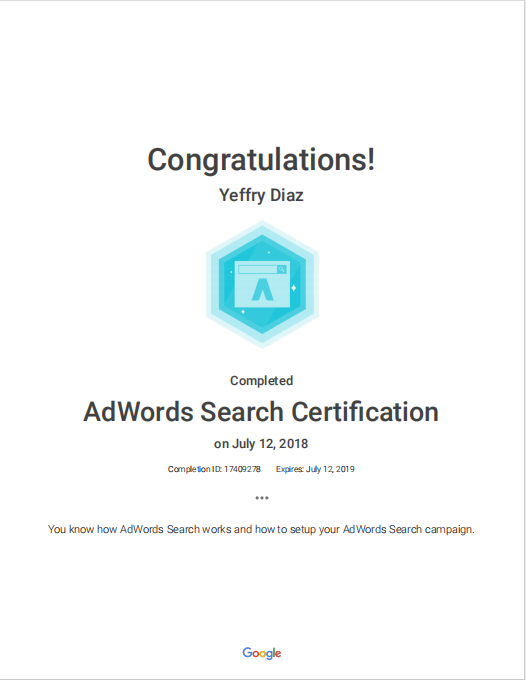 Congratulations!
Yeffry Diaz
Completed
AdWords Search Certification
on July 12, 2018
Completion ID: 17409278 Expires: July 12, 2019
You know how AdWords Search works and how to setup your AdWords Search campaign.
Google